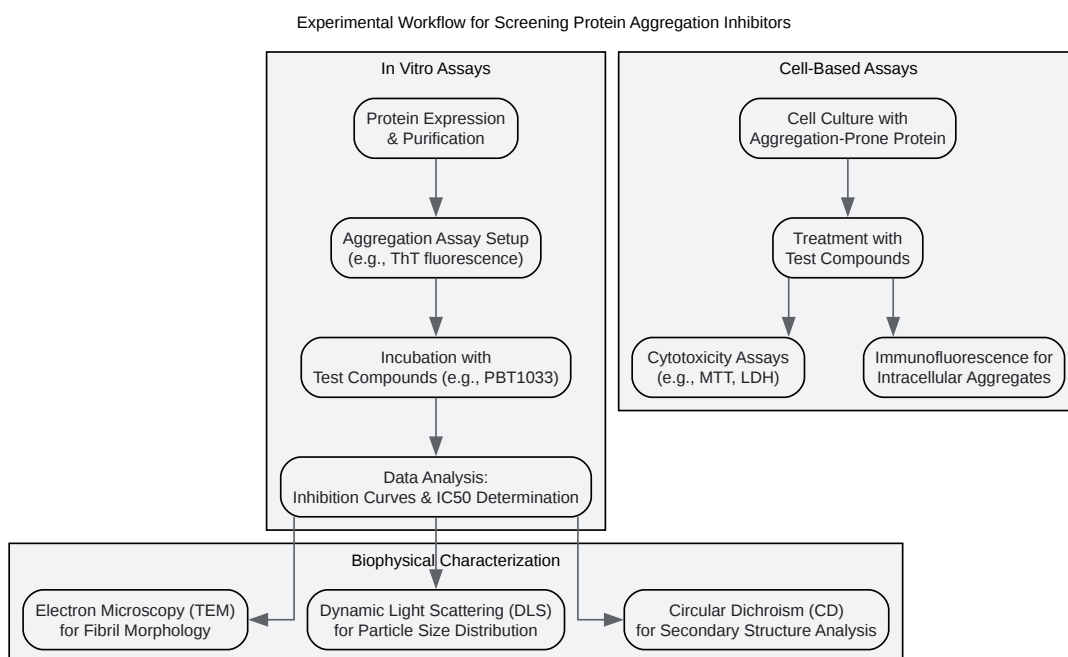 Experimental Workflow for Screening Protein Aggregation Inhibitors
In Vitro Assays
Protein Expression
& Purification
Aggregation Assay Setup
(e.g., ThT fluorescence)
Incubation with
Test Compounds (e.g., PBT1033)
Data Analysis:
Inhibition Curves & IC50 Determination
Cell-Based Assays
Cell Culture with
Aggregation-Prone Protein
Treatment with
Test Compounds
Cytotoxicity Assays
(e.g., MTT, LDH)
Immunofluorescence for
Intracellular Aggregates
Biophysical Characterization
Electron Microscopy (TEM)
for Fibril Morphology
Dynamic Light Scattering (DLS)
for Particle Size Distribution
Circular Dichroism (CD)
for Secondary Structure Analysis